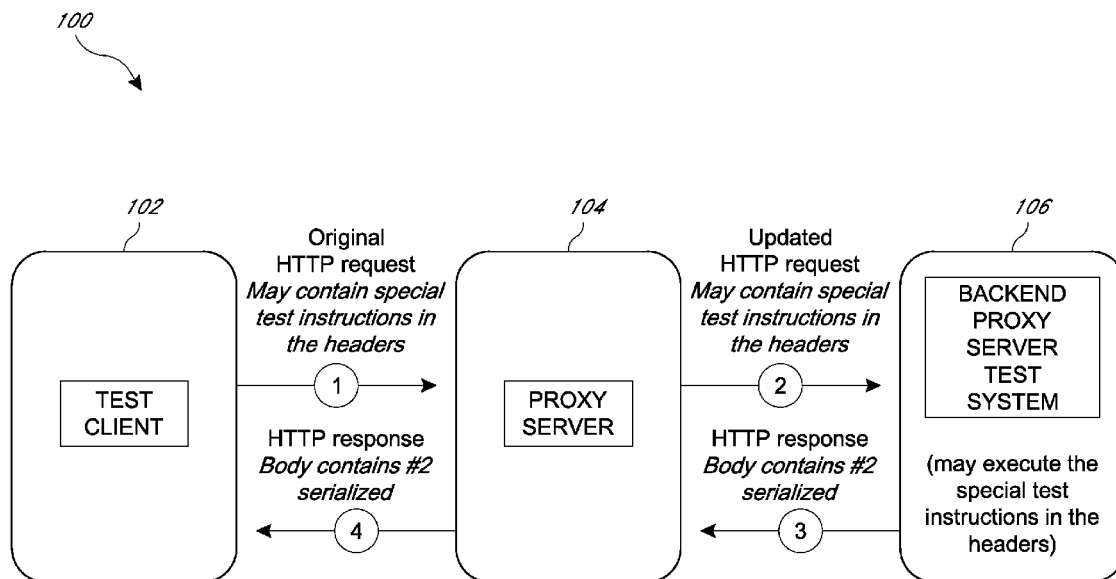 100
102
104
106
Original
HTTP request
May contain special
test instructions in
the headers
1
Updated
HTTP request
May contain special
test instructions in
the headers
2
BACKEND
PROXY
SERVER
TEST
SYSTEM
TEST
CLIENT
PROXY
SERVER
HTTP response
Body contains #2
serialized
4
HTTP response
Body contains #2
serialized
3
(may execute the
special test
instructions in the
headers)